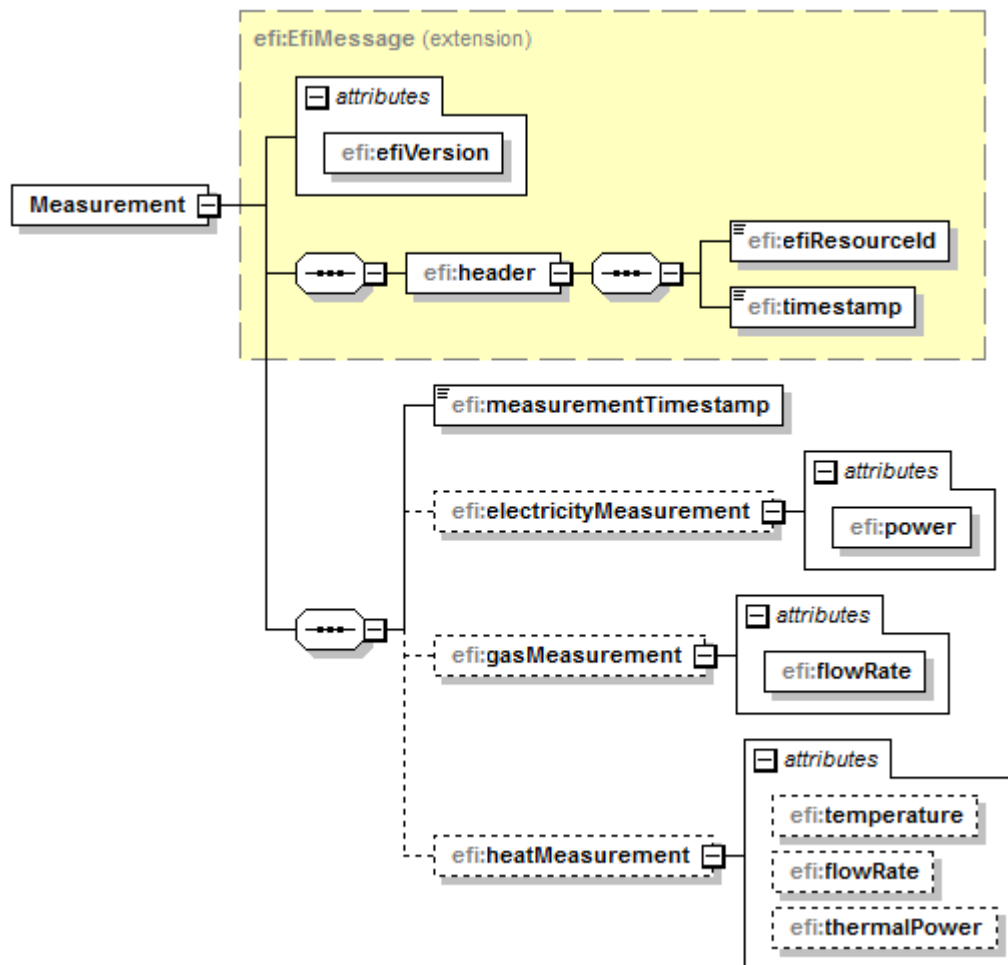 efi:EfiMessage (extension)
attributes
efi:efiVersion
Measurement
efi:header
efi:efiResourceId
efi:timestamp
efi:measurementTimestamp
efi:electricityMeasurement
attributes
efi:power
efi:gasMeasurement
attributes
efi:flowRate
efi:heatMeasurement
attributes
efi:temperature
efi:flowRate
efi:thermalPower